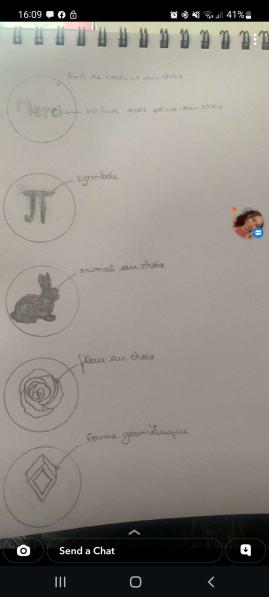 16:09
41%
fond de couleur au choix
Merci
écriture avec police au choix
symbole
π
animal au choix
fleur au choix
forme géométrique
Send a Chat